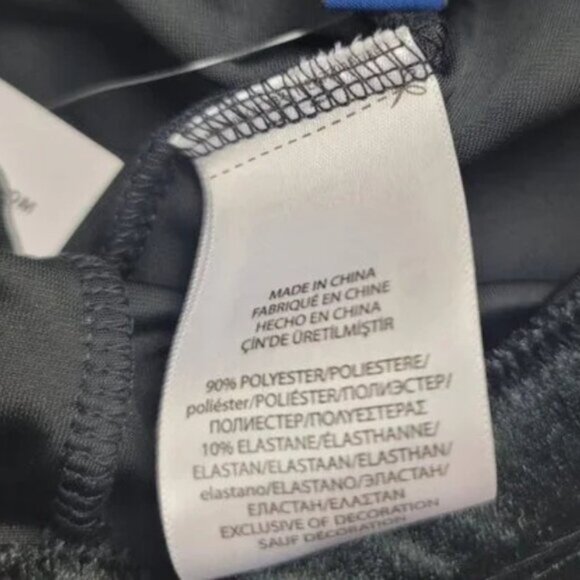 MADE IN CHINA
FABRIQUÉ EN CHINE
HECHO EN CHINA
ÇİN'DE ÜRETİLMİŞTİR
90% POLYESTER/POLIESTERE/
poliéster/POLIÉSTER/ПОЛИЭСТЕР/
ПОЛИЕСТЕР/ΠΟΛΥΕΣΤΕΡΑΣ
10% ELASTANE/ÉLASTHANNE/
ELASTAN/ELASTAAN/ELASTHAN/
elastano/ELASTANO/ЭЛАСТАН/
ЕЛАСТАН/ΕΛΑΣΤΑΝ
EXCLUSIVE OF DECORATION
SAUF DÉCORATION